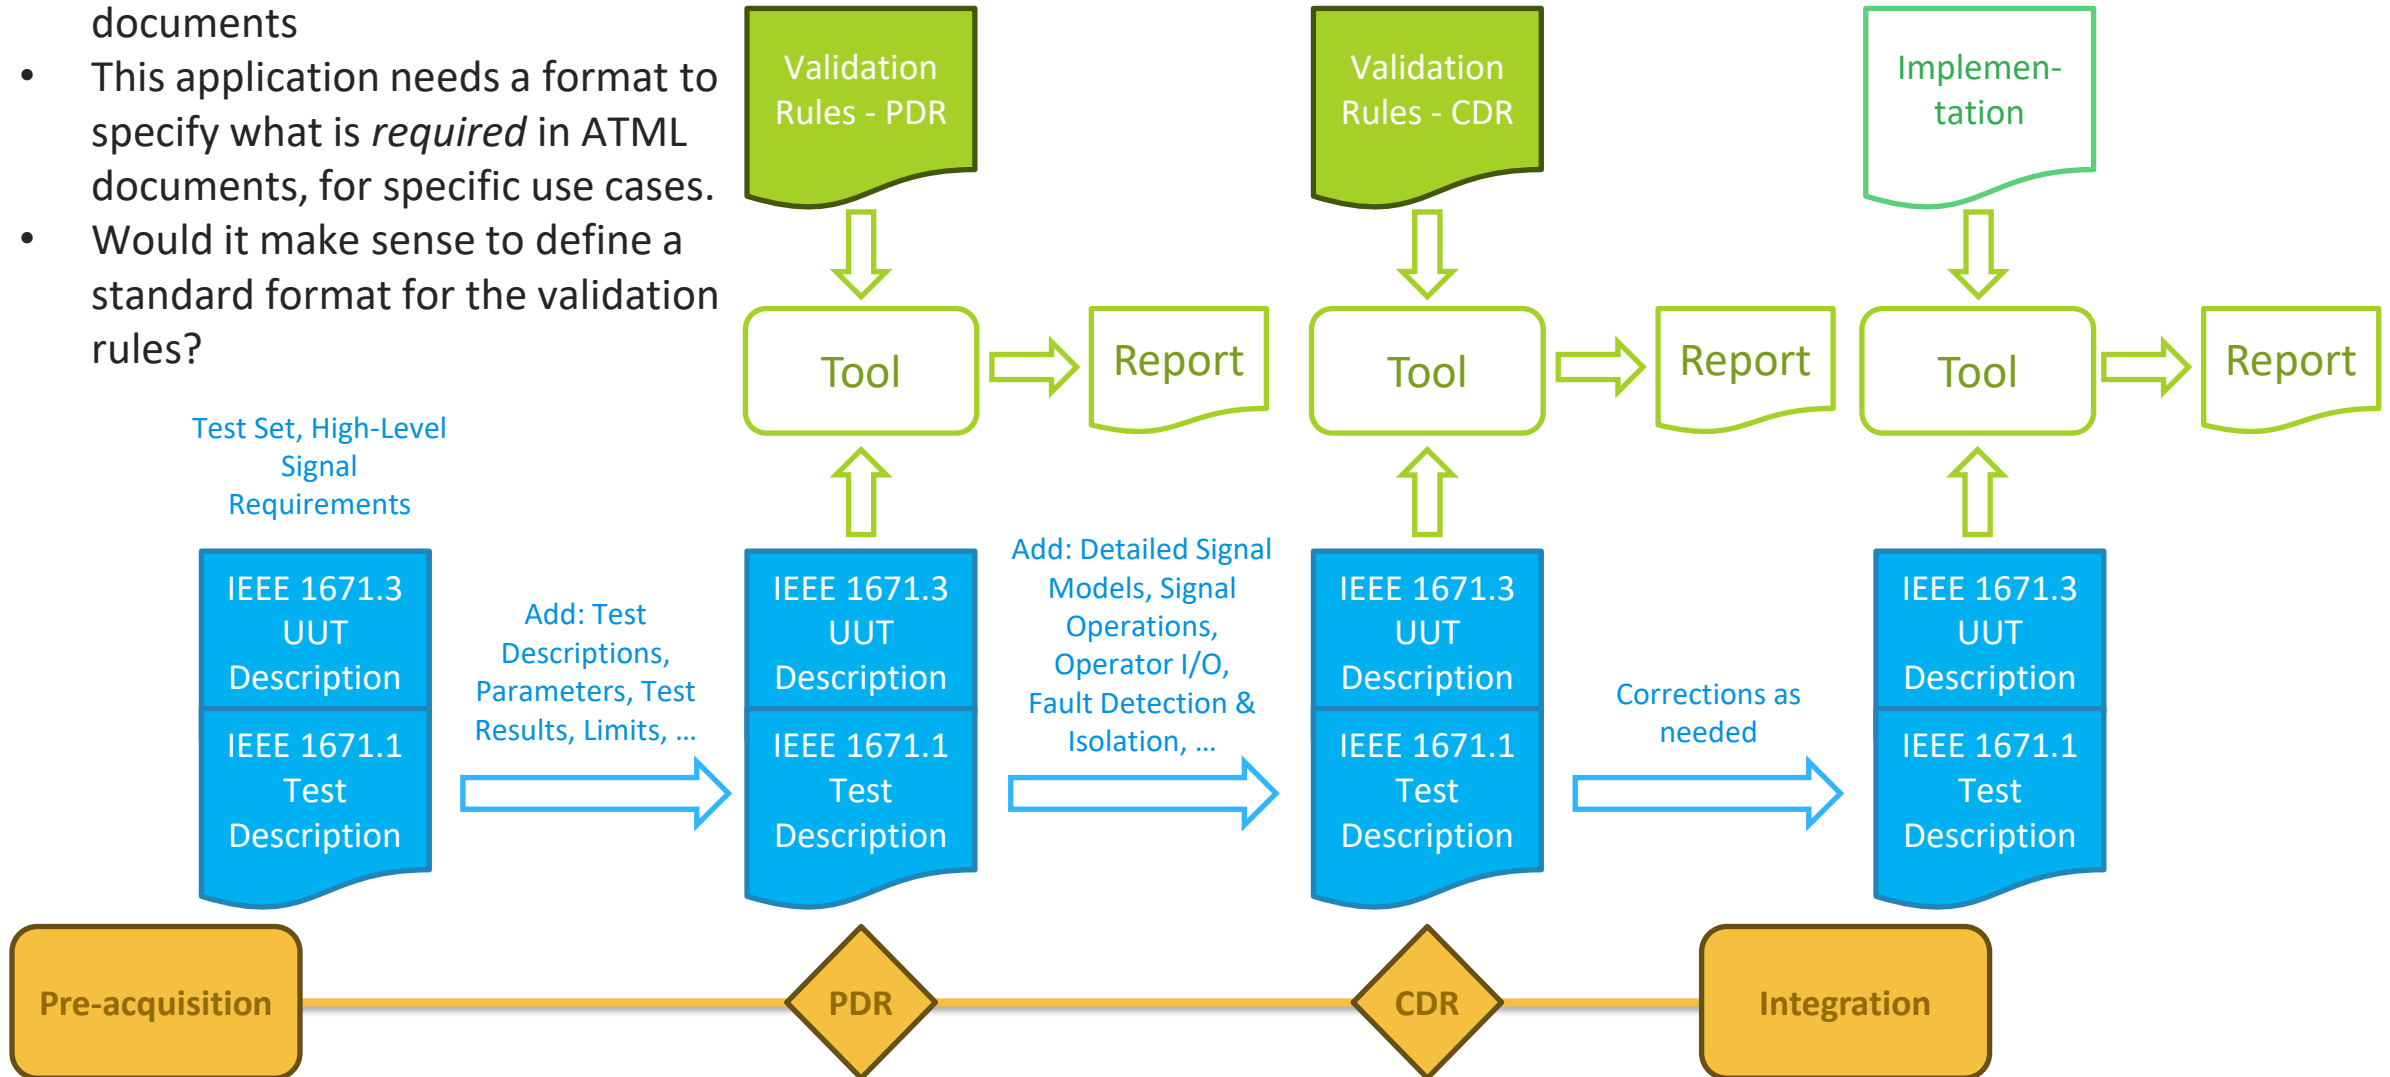 documents
• This application needs a format to
specify what is required in ATML
documents, for specific use cases.
• Would it make sense to define a
standard format for the validation
rules?
Validation
Rules - PDR
Validation
Rules - CDR
Implemen-
tation
Tool
Report
Tool
Report
Tool
Report
Test Set, High-Level
Signal
Requirements
IEEE 1671.3
UUT
Description
IEEE 1671.1
Test
Description
Add: Test
Descriptions,
Parameters, Test
Results, Limits, …
IEEE 1671.3
UUT
Description
IEEE 1671.1
Test
Description
Add: Detailed Signal
Models, Signal
Operations,
Operator I/O,
Fault Detection &
Isolation, …
IEEE 1671.3
UUT
Description
IEEE 1671.1
Test
Description
Corrections as
needed
IEEE 1671.3
UUT
Description
IEEE 1671.1
Test
Description
Pre-acquisition
PDR
CDR
Integration